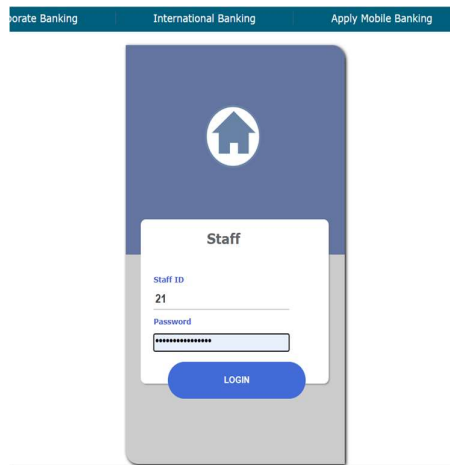 orate Banking International Banking Apply Mobile Banking
Staff
Staff ID
21
Password
•••••••••••••••
LOGIN